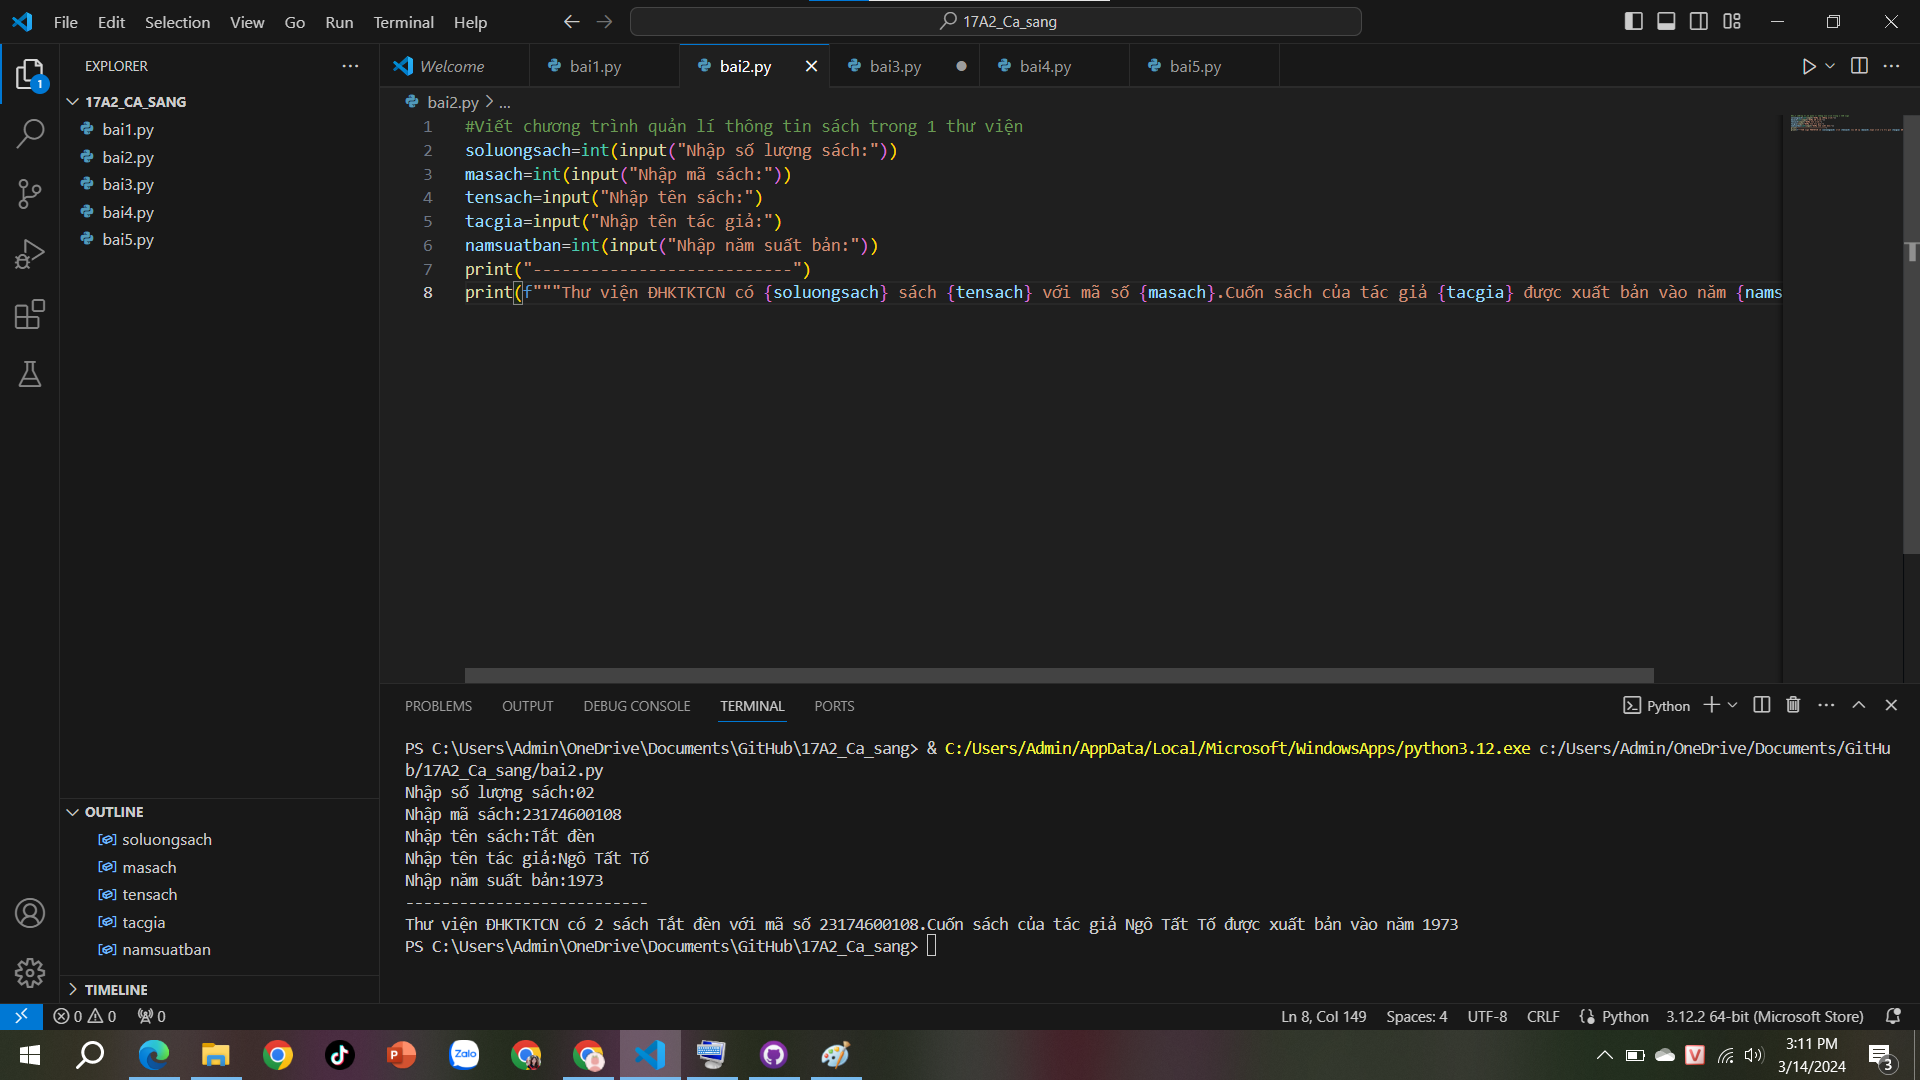 File Edit Selection View Go Run Terminal Help
17A2_Ca_sang
EXPLORER
1
17A2_CA_SANG
bai1.py
bai2.py
bai3.py
bai4.py
bai5.py
Welcome bai1.py bai2.py bai3.py bai4.py bai5.py
bai2.py > ...
1 #Viết chương trình quản lí thông tin sách trong 1 thư viện
2 soluongsach=int(input("Nhập số lượng sách:"))
3 masach=int(input("Nhập mã sách:"))
4 tensach=input("Nhập tên sách:")
5 tacgia=input("Nhập tên tác giả:")
6 namsuatban=int(input("Nhập năm suất bản:"))
7 print("---------------------------")
8 print(f"""Thư viện ĐHKTKTCN có {soluongsach} sách {tensach} với mã số {masach}.Cuốn sách của tác giả {tacgia} được xuất bản vào năm {nams
OUTLINE
soluongsach
masach
tensach
tacgia
namsuatban
TIMELINE
PROBLEMS OUTPUT DEBUG CONSOLE TERMINAL PORTS
Python
PS C:\Users\Admin\OneDrive\Documents\GitHub\17A2_Ca_sang> & C:/Users/Admin/AppData/Local/Microsoft/WindowsApps/python3.12.exe c:/Users/Admin/OneDrive/Documents/GitHu
b/17A2_Ca_sang/bai2.py
Nhập số lượng sách:02
Nhập mã sách:23174600108
Nhập tên sách:Tắt đèn
Nhập tên tác giả:Ngô Tất Tố
Nhập năm suất bản:1973
---------------------------
Thư viện ĐHKTKTCN có 2 sách Tắt đèn với mã số 23174600108.Cuốn sách của tác giả Ngô Tất Tố được xuất bản vào năm 1973
PS C:\Users\Admin\OneDrive\Documents\GitHub\17A2_Ca_sang>
0 0 0
Ln 8, Col 149 Spaces: 4 UTF-8 CRLF Python 3.12.2 64-bit (Microsoft Store)
Zalo
3:11 PM
3/14/2024
3